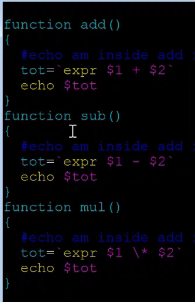 function add()
{
#echo am inside add
tot=`expr $1 + $2`
echo $tot
}
function sub()
{
#echo am inside add
tot=`expr $1 - $2`
echo $tot
}
function mul()
{
#echo am inside add
tot=`expr $1 \* $2`
echo $tot
}